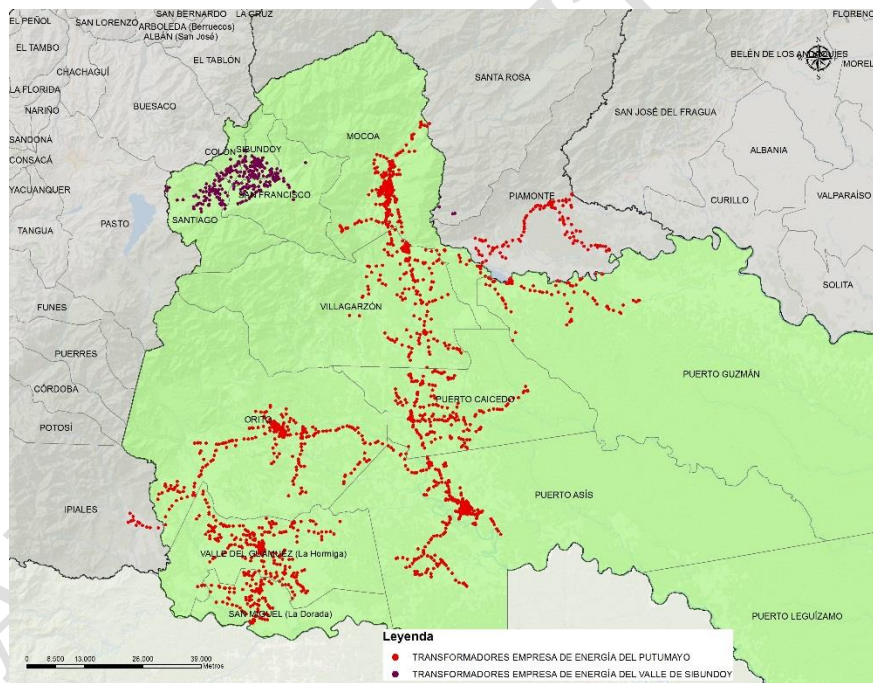 EL PEÑOL
SAN LORENZO
SAN BERNARDO
LA CRUZ
ARBOLEDA (Berruecos)
ALBÁN (San José)
EL TAMBO
EL TABLÓN
CHACHAGUÍ
LA FLORIDA
BUESACO
NARIÑO
SANDONÁ
CONSACÁ
YACUANQUER
TANGUA
PASTO
FUNES
PUERRES
CÓRDOBA
POTOSÍ
IPIALES
COLÓN
SIBUNDOY
SAN FRANCISCO
SANTIAGO
MOCOA
SANTA ROSA
PIAMONTE
SAN JOSÉ DEL FRAGUA
BELÉN DE LOS ANDAQUÍES
FLORENC
MOREL
N
ALBANIA
CURILLO
VALPARAÍSO
SOLITA
VILLAGARZÓN
PUERTO GUZMÁN
PUERTO CAICEDO
ORITO
PUERTO ASÍS
VALLE DEL GUAMUEZ (La Hormiga)
SAN MIGUEL (La Dorada)
PUERTO LEGUÍZAMO
Leyenda
TRANSFORMADORES EMPRESA DE ENERGÍA DEL PUTUMAYO
TRANSFORMADORES EMPRESA DE ENERGÍA DEL VALLE DE SIBUNDOY
0 6.500 13.000 26.000 39.000
Metros